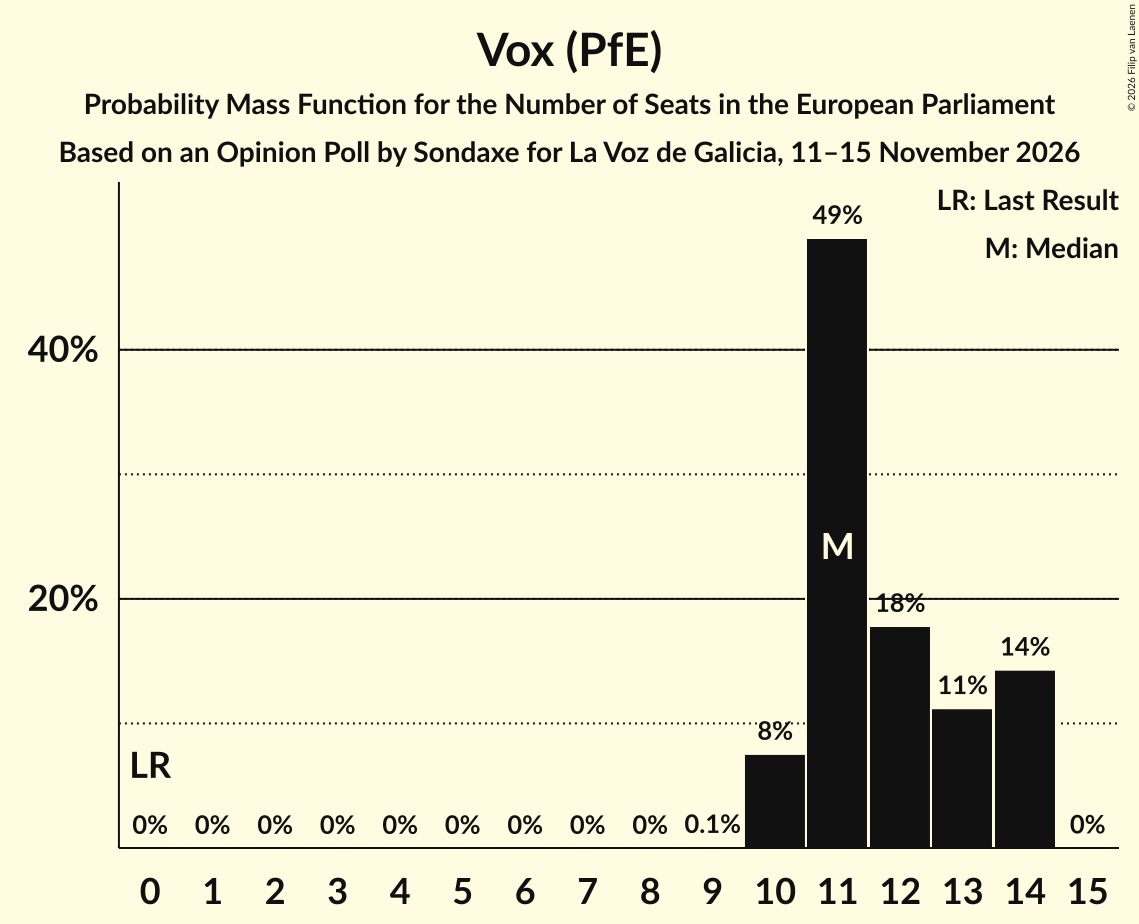 Vox (PfE)
Probability Mass Function for the Number of Seats in the European Parliament
Based on an Opinion Poll by Sondaxe for La Voz de Galicia, 11–15 November 2026
© 2026 Filip van Laenen
LR: Last Result
M: Median
49%
40%
M
20%
18%
14%
11%
8%
LR
0% 0% 0% 0% 0% 0% 0% 0% 0% 0.1% 0%
0 1 2 3 4 5 6 7 8 9 10 11 12 13 14 15